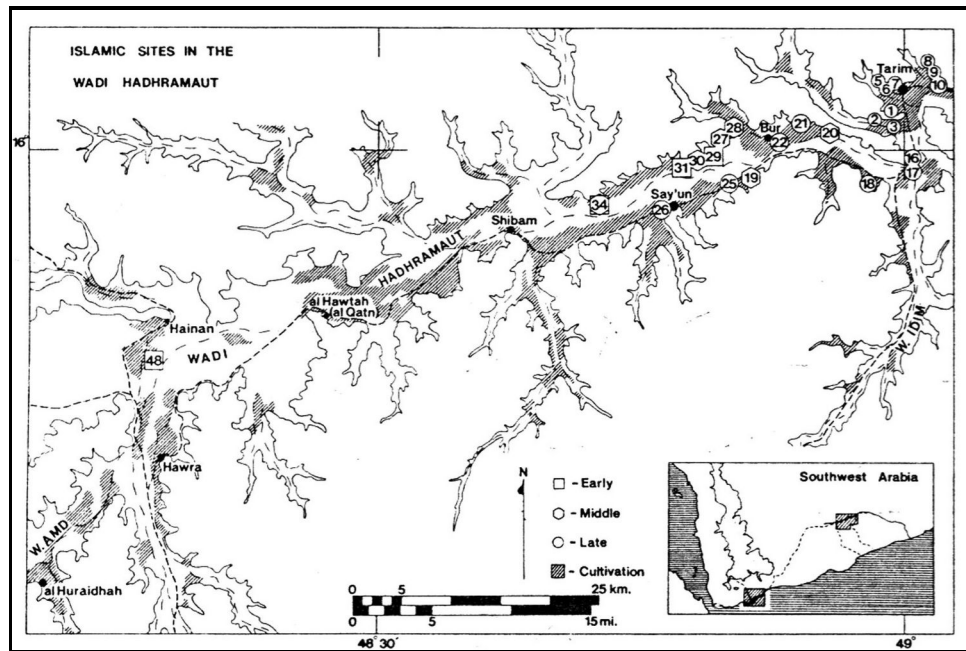 ISLAMIC SITES IN THE
WADI HADHRAMAUT
8
Tarim
9
5
7
10
6
1
2
3
28
21
Bur
20
27
22
16°
30
29
31
16
17
25
19
18
34
Say'un
26
Shibam
HADHRAMAUT
al Hawtah
(al Qatn)
Hainan
WADI
48
W. IDIM
Hawra
N
Southwest Arabia
- Early
- Middle
- Late
- Cultivation
W. AMD
al Huraidhah
0 5 25 km.
0 5 15 mi.
48°30'
49°